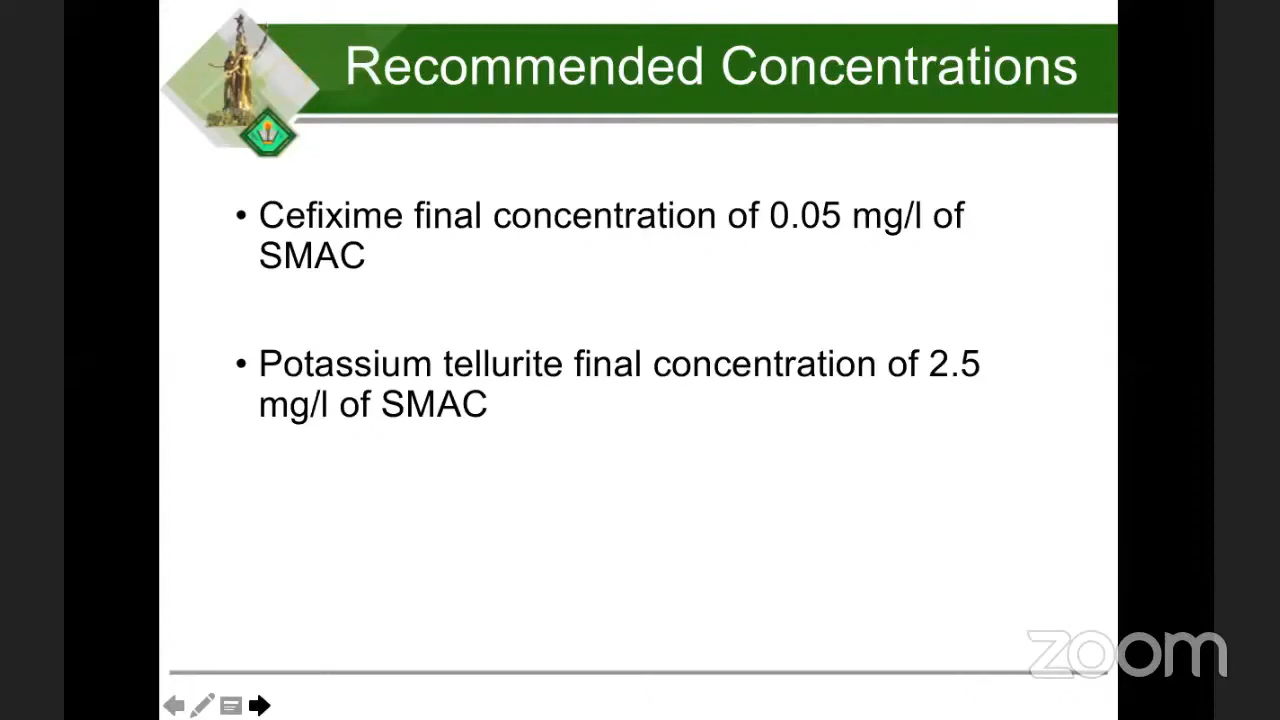 Recommended Concentrations
• Cefixime final concentration of 0.05 mg/l of
SMAC
• Potassium tellurite final concentration of 2.5
mg/l of SMAC
zoom